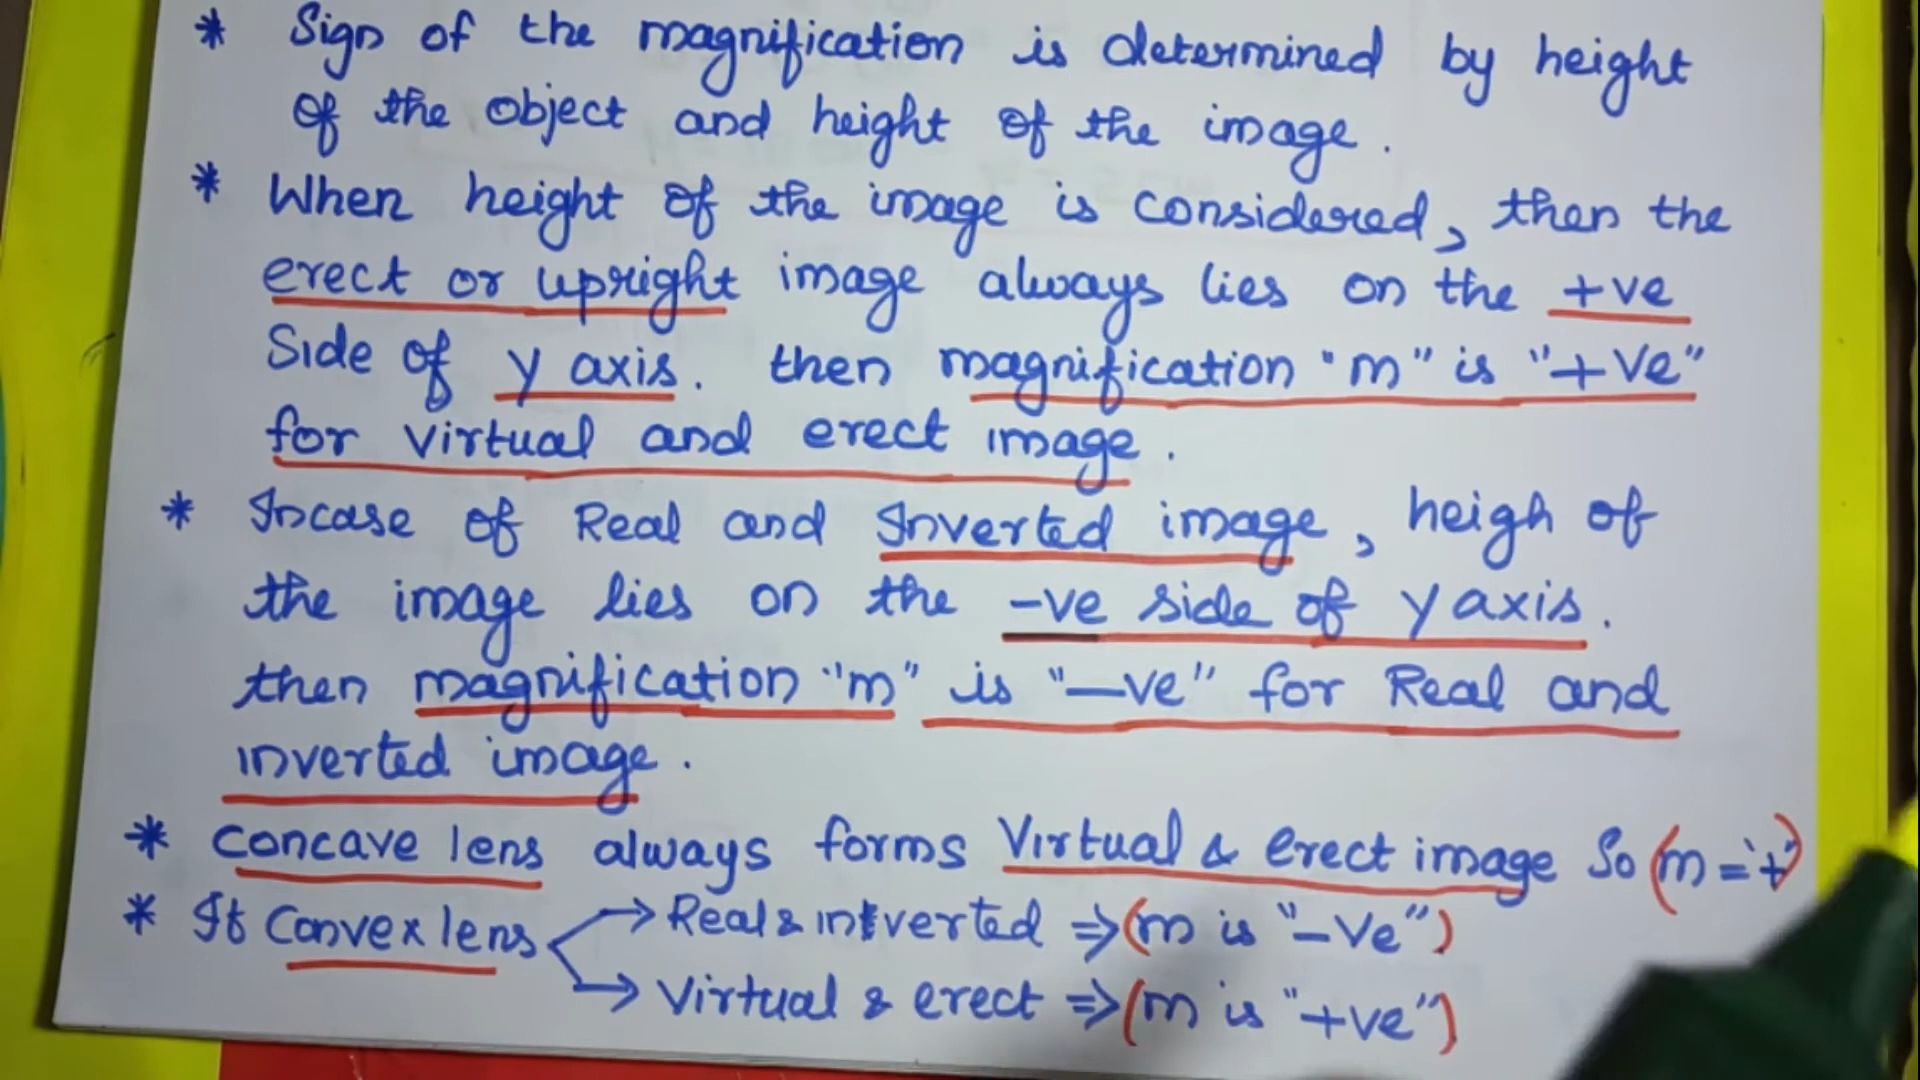 * Sign of the magnification is determined by height
of the object and height of the image.
* When height of the image is considered, then the
erect or upright image always lies on the +ve
Side of y axis. then magnification "m" is "+ve"
for virtual and erect image.
* Incase of Real and Inverted image, heigh of
the image lies on the -ve side of y axis.
then magnification "m" is "-ve" for Real and
inverted image.
* concave lens always forms Virtual & erect image So (m = '+')
* If Convex lens → Real & inverted ⇒ (m is "-ve")
→ Virtual & erect ⇒ (m is "+ve")